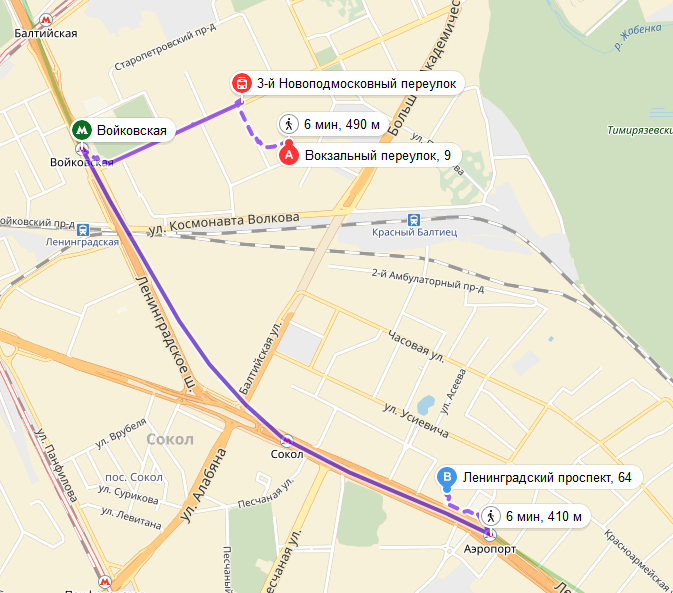 Балтийская
Старопетровский пр-д
р. Жабенка
Тимирязевск
3-й Новоподмосковный переулок
6 мин, 490 м
Войковская
Войковская
Вокзальный переулок, 9
ул. Космонавта Волкова
Ленинградская
Красный Балтиец
2-й Амбулаторный пр-д
Ленинградское ш.
Балтийская ул.
Часовая ул.
ул. Асеева
ул. Усиевича
ул. Врубеля
Сокол
Сокол
ул. Панфилова
пос. Сокол
ул. Сурикова
ул. Левитана
ул. Алабяна
Песчаная ул.
Ленинградский проспект, 64
6 мин, 410 м
Аэропорт
Красноармейская